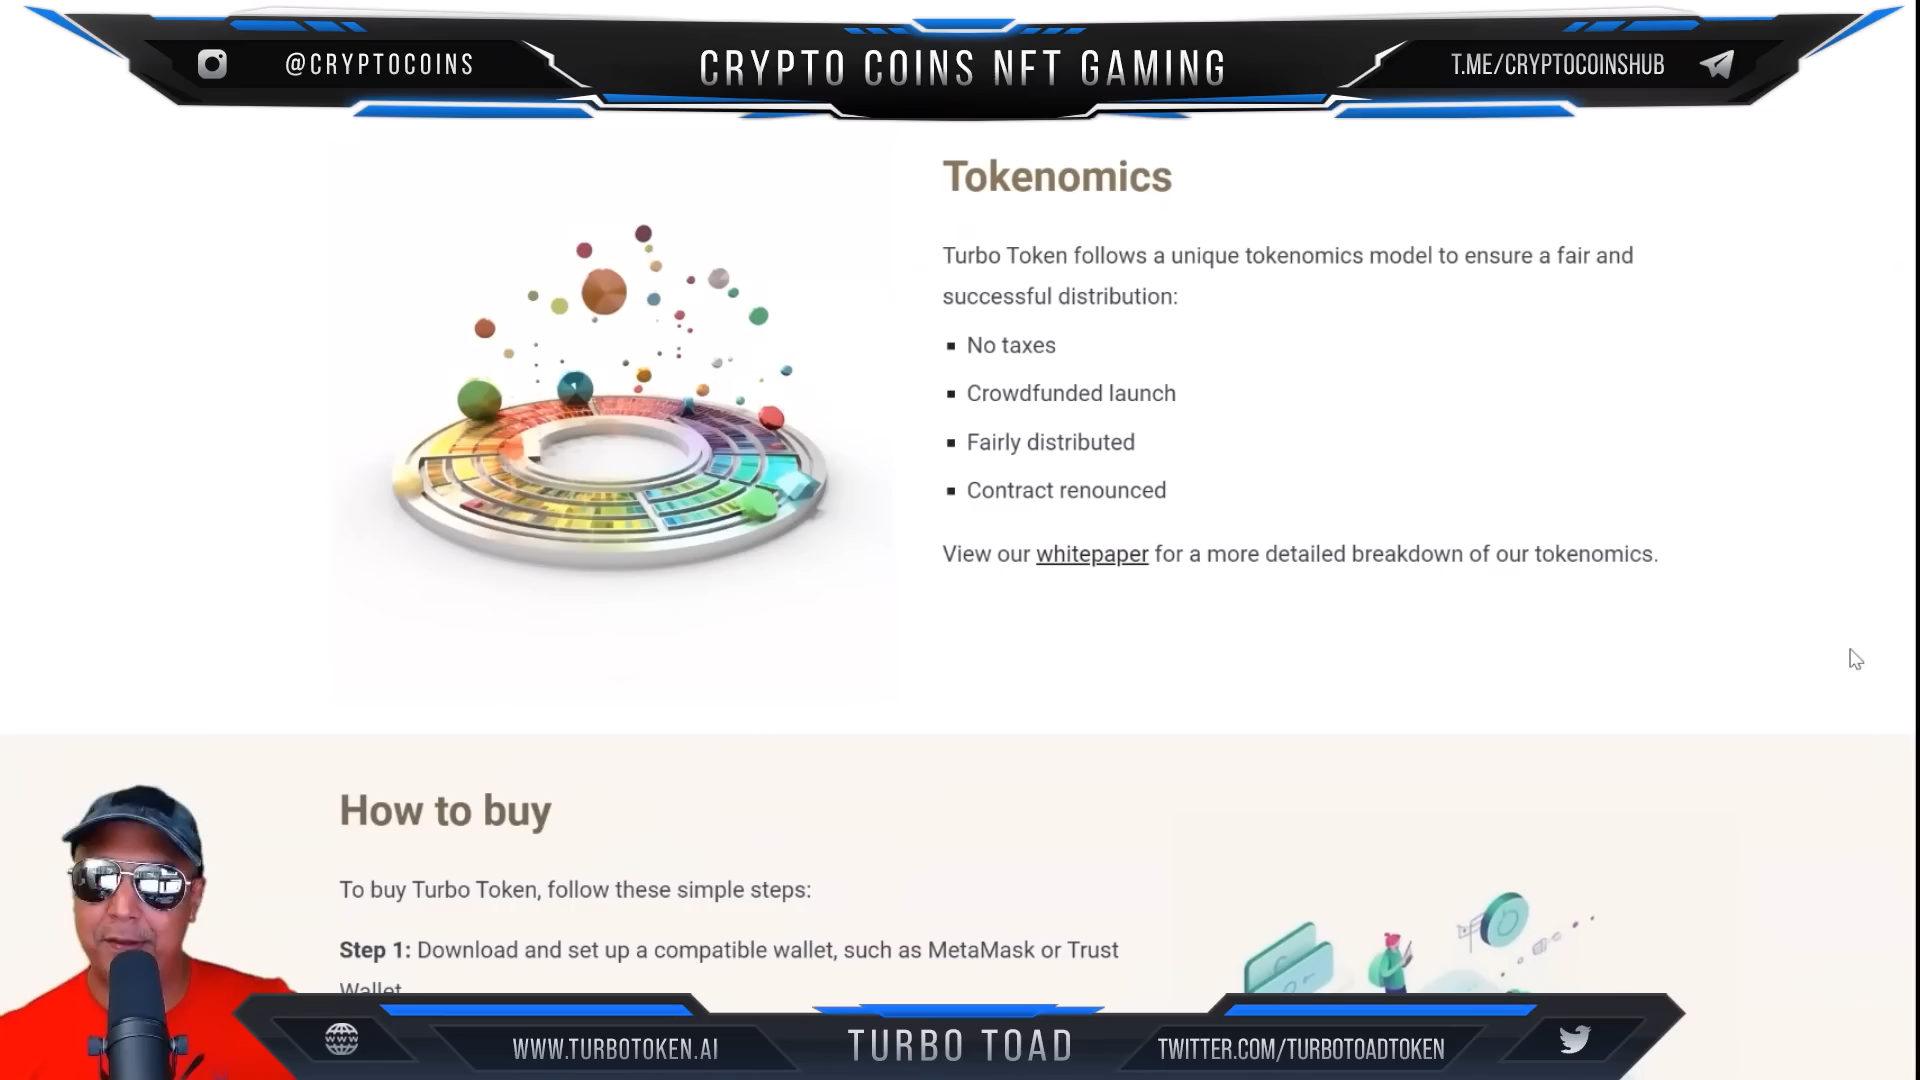 @CRYPTOCOINS
CRYPTO COINS NFT GAMING
T.ME/CRYPTOCOINSHUB
Tokenomics
Turbo Token follows a unique tokenomics model to ensure a fair and
successful distribution:
▪ No taxes
▪ Crowdfunded launch
▪ Fairly distributed
▪ Contract renounced
View our whitepaper for a more detailed breakdown of our tokenomics.
How to buy
To buy Turbo Token, follow these simple steps:
Step 1: Download and set up a compatible wallet, such as MetaMask or Trust
Wallet
WWW.TURBOTOKEN.AI
TURBO TOAD
TWITTER.COM/TURBOTOADTOKEN